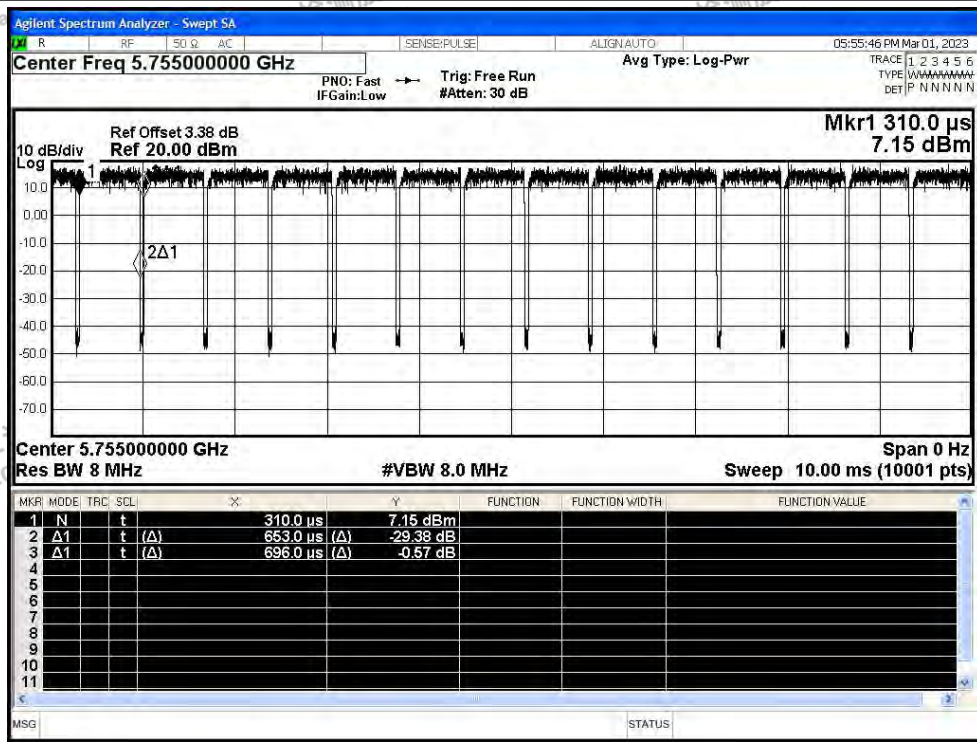 Agilent Spectrum Analyzer - Swept SA
R RF 50 Ω AC SENSE:PULSE ALIGNAUTO 05:55:46 PM Mar 01, 2023
Center Freq 5.755000000 GHz
Avg Type: Log-Pwr
TRACE 1 2 3 4 5 6
PNO: Fast Trig: Free Run
TYPE WWWWWW
IFGain:Low #Atten: 30 dB
DET P N N N N N
Mkr1 310.0 µs
Ref Offset 3.38 dB
10 dB/div Ref 20.00 dBm
7.15 dBm
Log
1
10.0
0.00
-10.0
2Δ1
-20.0
-30.0
-40.0
-50.0
-60.0
-70.0
Center 5.755000000 GHz Span 0 Hz
Res BW 8 MHz #VBW 8.0 MHz Sweep 10.00 ms (10001 pts)
MKR MODE TRC SCL X Y FUNCTION FUNCTION WIDTH FUNCTION VALUE
1 N t 310.0 µs 7.15 dBm
2 Δ1 t (Δ) 653.0 µs (Δ) -29.38 dB
3 Δ1 t (Δ) 696.0 µs (Δ) -0.57 dB
4
5
6
7
8
9
10
11
MSG STATUS